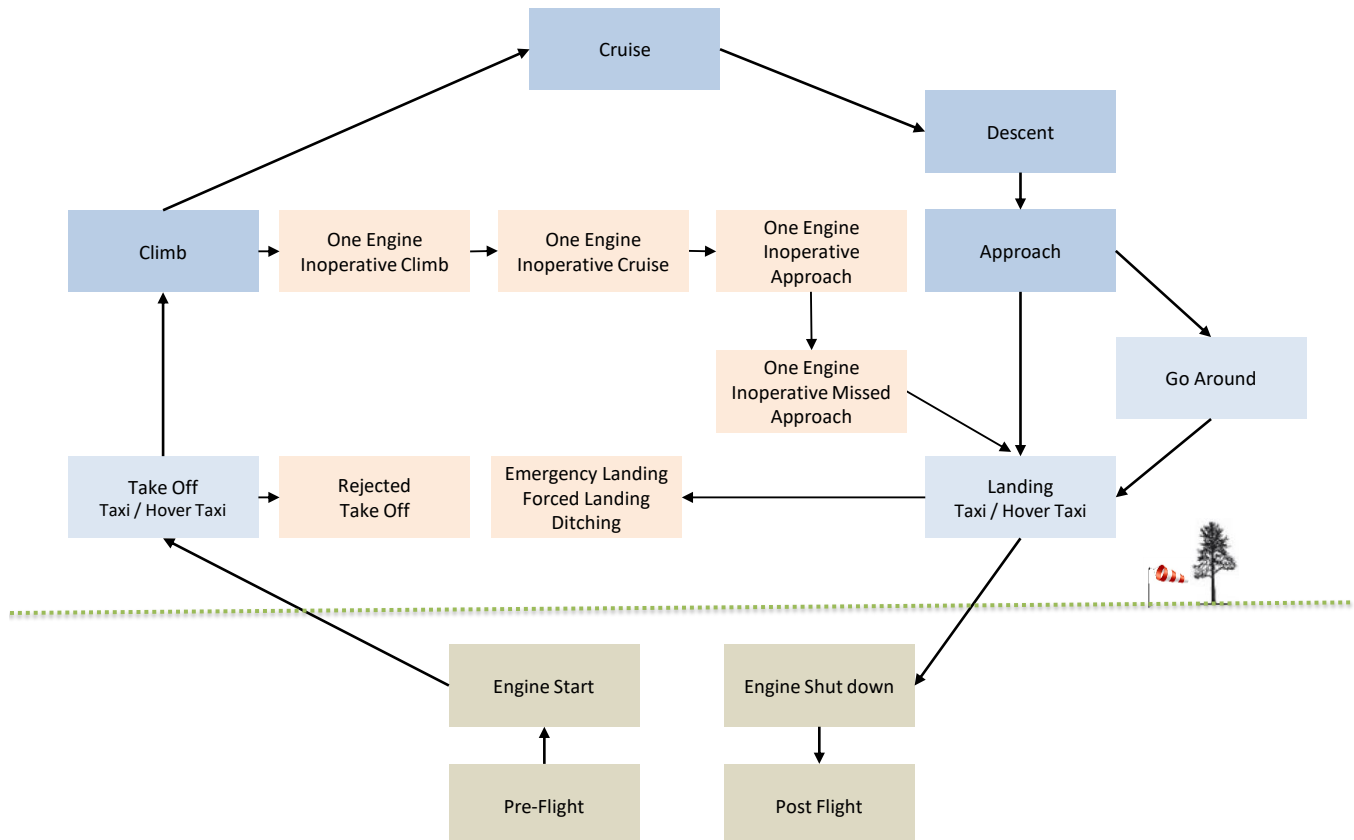 Cruise
Descent
Climb
One Engine
Inoperative Climb
One Engine
Inoperative Cruise
One Engine
Inoperative
Approach
Approach
One Engine
Inoperative Missed
Approach
Go Around
Take Off
Taxi / Hover Taxi
Rejected
Take Off
Emergency Landing
Forced Landing
Ditching
Landing
Taxi / Hover Taxi
Engine Start
Engine Shut down
Pre-Flight
Post Flight